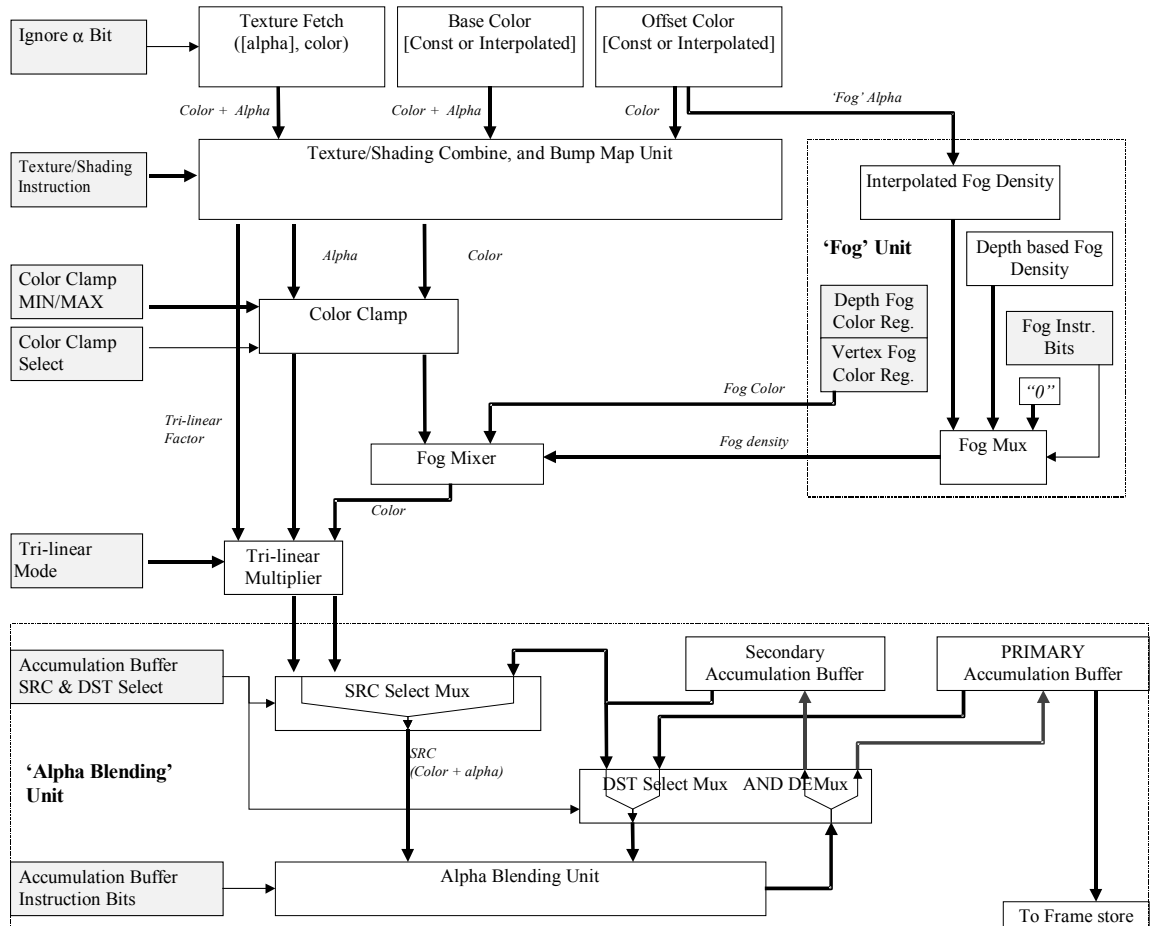 Ignore α Bit
Texture Fetch
([alpha], color)
Base Color
[Const or Interpolated]
Offset Color
[Const or Interpolated]
Color + Alpha
Color + Alpha
Color
‘Fog’ Alpha
Texture/Shading
Instruction
Texture/Shading Combine, and Bump Map Unit
Interpolated Fog Density
‘Fog’ Unit
Depth based Fog
Density
Alpha
Color
Color Clamp
MIN/MAX
Color Clamp
Color Clamp
Select
Depth Fog
Color Reg.
Vertex Fog
Color Reg.
Fog Instr.
Bits
“0”
Fog Color
Tri-linear
Factor
Fog Mixer
Fog density
Fog Mux
Color
Tri-linear
Mode
Tri-linear
Multiplier
Accumulation Buffer
SRC & DST Select
SRC Select Mux
Secondary
Accumulation Buffer
PRIMARY
Accumulation Buffer
‘Alpha Blending’
Unit
SRC
(Color + alpha)
DST Select Mux AND DEMux
Accumulation Buffer
Instruction Bits
Alpha Blending Unit
To Frame store